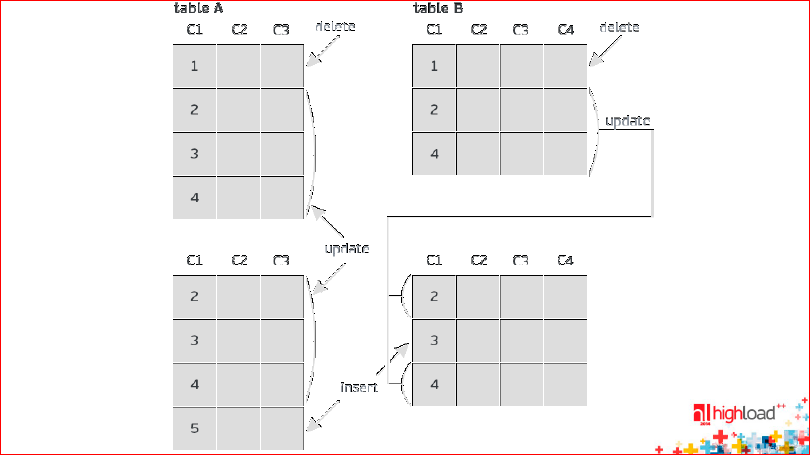 table A
table B
C1 C2 C3
delete
C1 C2 C3 C4
delete
1
1
2
2
update
3
4
4
update
C1 C2 C3
C1 C2 C3 C4
2
2
3
3
4
insert
4
5
highload++
2014